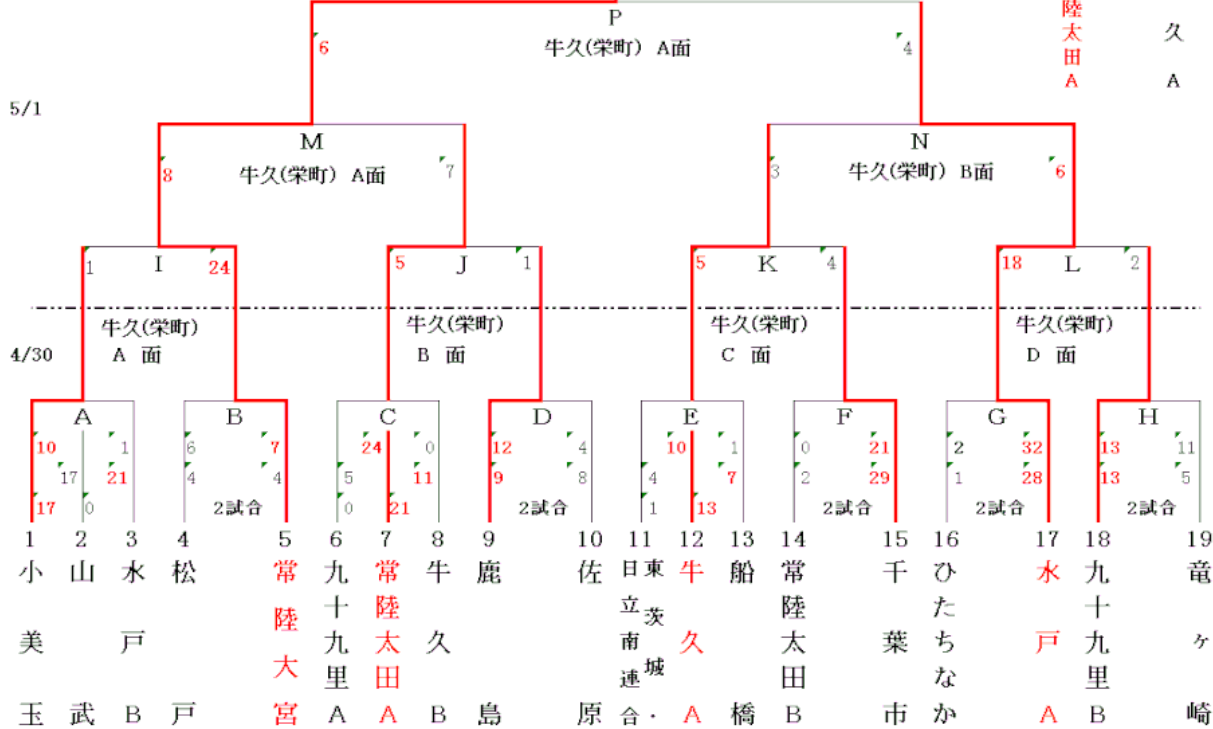 P
陸太田A
久A
6
牛久(栄町) A面
4
5/1
M
N
8
牛久(栄町) A面
7
3
牛久(栄町) B面
6
1
I
24
5
J
1
5
K
4
18
L
2
牛久(栄町)
牛久(栄町)
牛久(栄町)
牛久(栄町)
4/30
A 面
B 面
C 面
D 面
A
B
C
D
E
F
G
H
10 1 6 7 24 0 12 4 10 1 0 21 2 32 13 11
17 21 4 4 5 11 9 8 4 7 2 29 1 28 13 5
17 0 2試合 0 21 2試合 1 13 2試合 2試合 2試合
1 2 3 4 5 6 7 8 9 10 11 12 13 14 15 16 17 18 19
小美玉
山武
水戸B
松戸
常陸大宮
九十九里A
常陸太田A
牛久B
鹿島
佐原
東茨城・
日立南連合
牛久A
船橋
常陸太田B
千葉市
ひたちなか
水戸A
九十九里B
竜ヶ崎